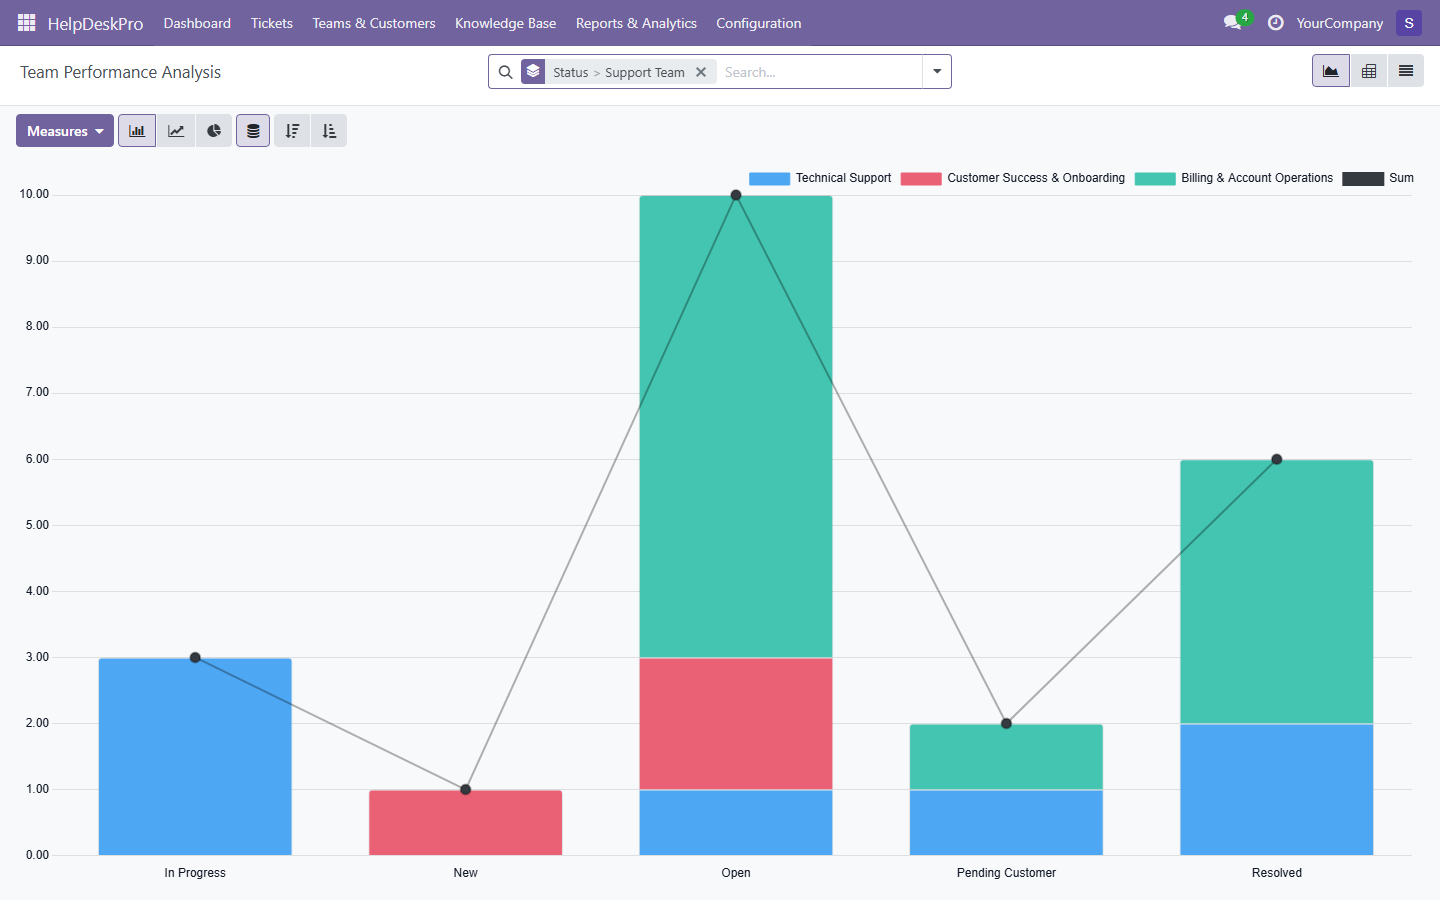 HelpDeskPro Dashboard Tickets Teams & Customers Knowledge Base Reports & Analytics Configuration 4 YourCompany S
Team Performance Analysis Status > Support Team Search...
Measures
Technical Support Customer Success & Onboarding Billing & Account Operations Sum
10.00
9.00
8.00
7.00
6.00
5.00
4.00
3.00
2.00
1.00
0.00
In Progress New Open Pending Customer Resolved